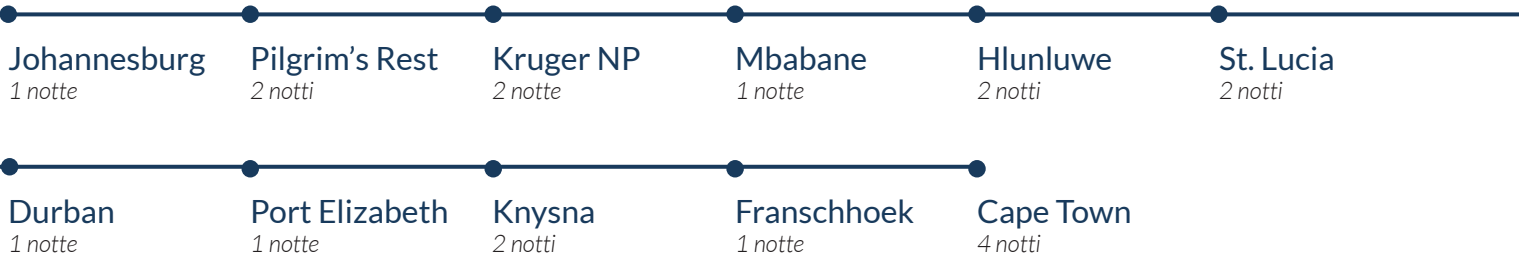 Johannesburg
1 notte
Pilgrim's Rest
2 notti
Kruger NP
2 notte
Mbabane
1 notte
Hlunluwe
2 notti
St. Lucia
2 notti
Durban
1 notte
Port Elizabeth
1 notte
Knysna
2 notti
Franschhoek
1 notte
Cape Town
4 notti